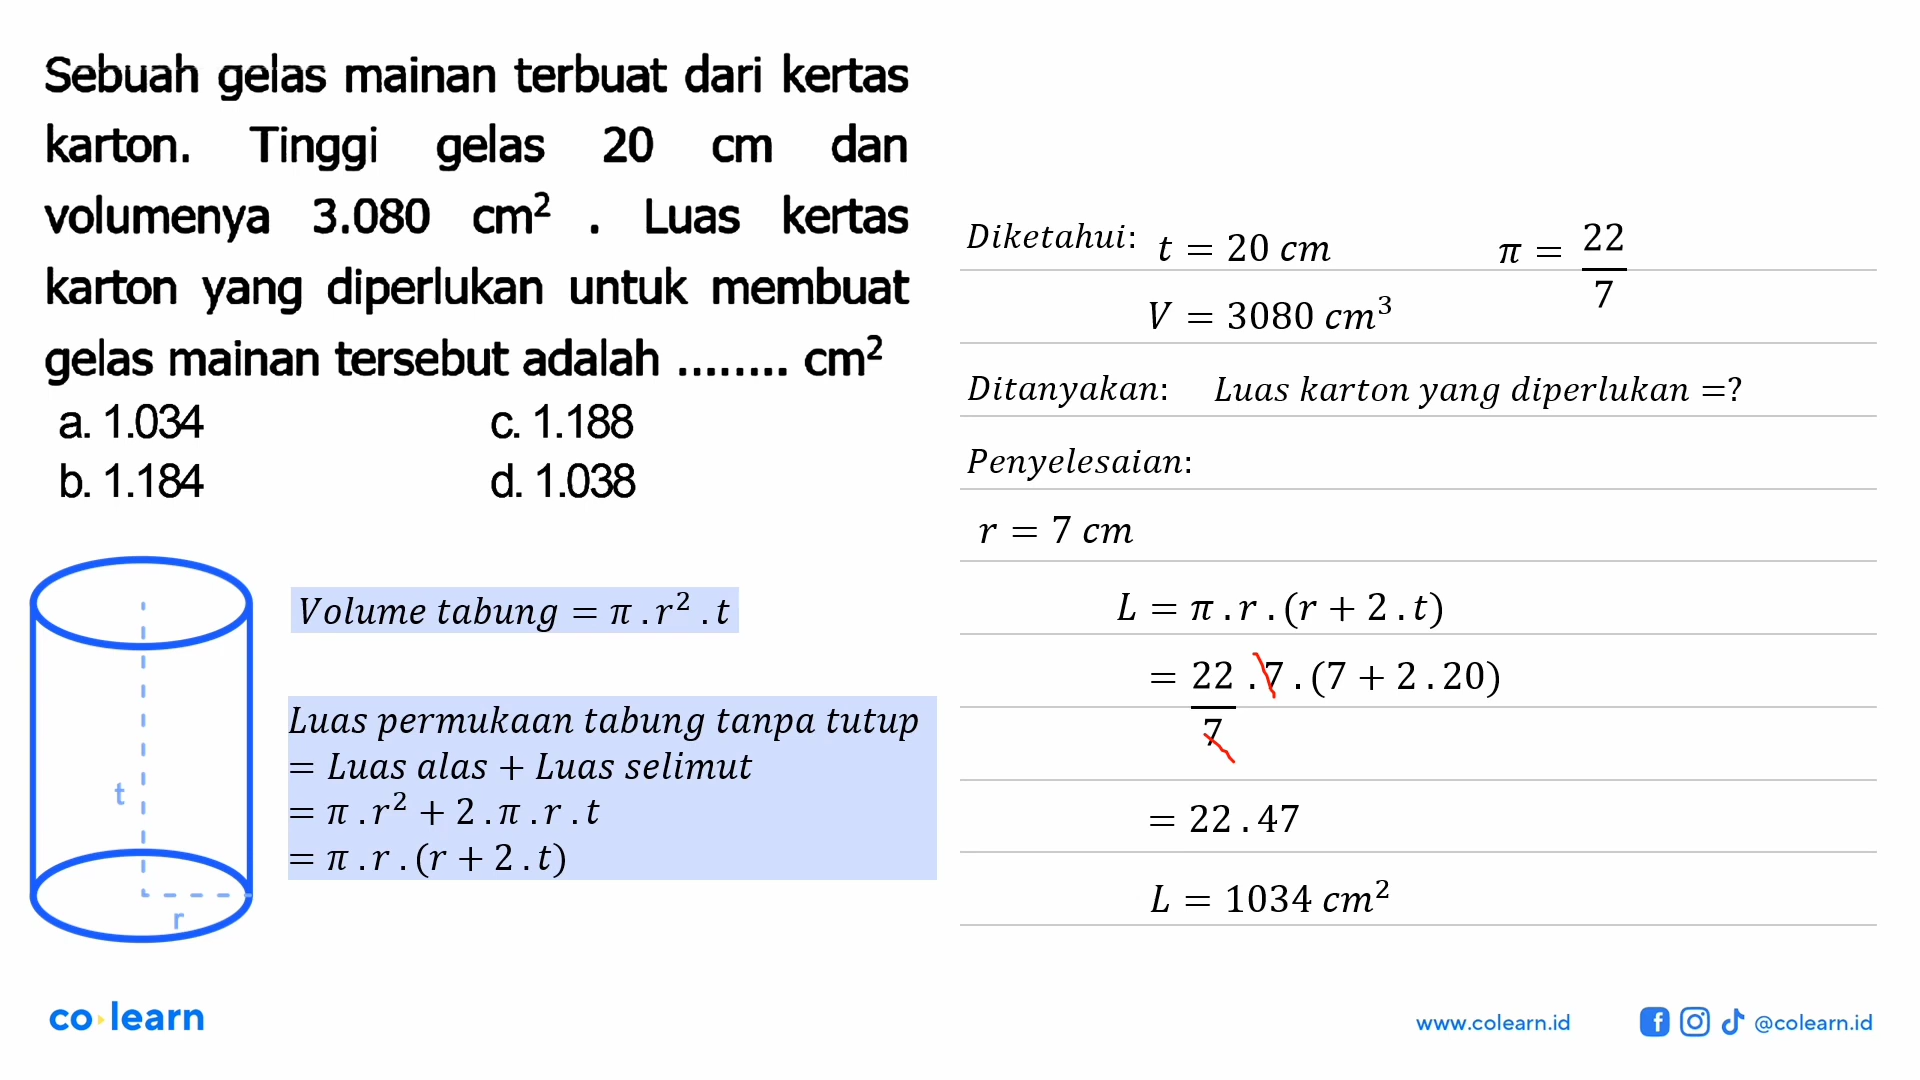 Sebuah gelas mainan terbuat dari kertas
karton. Tinggi gelas 20 cm dan
volumenya 3.080 cm² . Luas kertas
karton yang diperlukan untuk membuat
gelas mainan tersebut adalah ........ cm²
a. 1.034 c. 1.188
b. 1.184 d. 1.038
t
r
Volume tabung = π . r² . t
Luas permukaan tabung tanpa tutup
= Luas alas + Luas selimut
= π . r² + 2 . π . r . t
= π . r . (r + 2 . t)
Diketahui: t = 20 cm π = 22/7
V = 3080 cm³
Ditanyakan: Luas karton yang diperlukan =?
Penyelesaian:
r = 7 cm
L = π . r . (r + 2 . t)
= 22/7 . 7 . (7 + 2 . 20)
= 22 . 47
L = 1034 cm²
co learn
www.colearn.id
@colearn.id